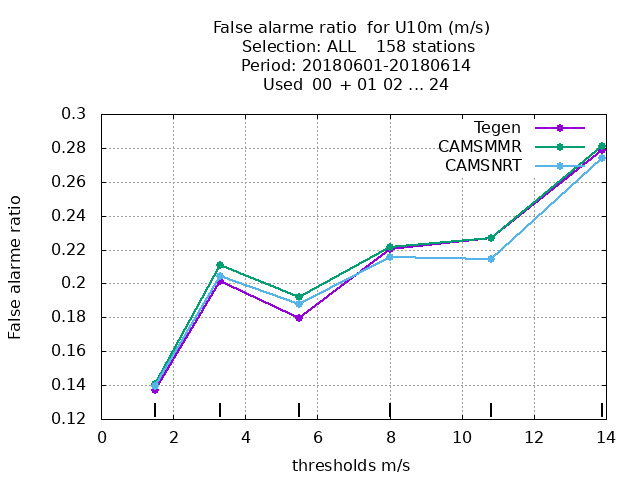 False alarme ratio  for U10m (m/s)
Selection: ALL    158 stations
Period: 20180601-20180614
Used  00 + 01 02 ... 24
Tegen
CAMSMMR
CAMSNRT
False alarme ratio
0.3
0.28
0.26
0.24
0.22
0.2
0.18
0.16
0.14
0.12
0 2 4 6 8 10 12 14
thresholds m/s